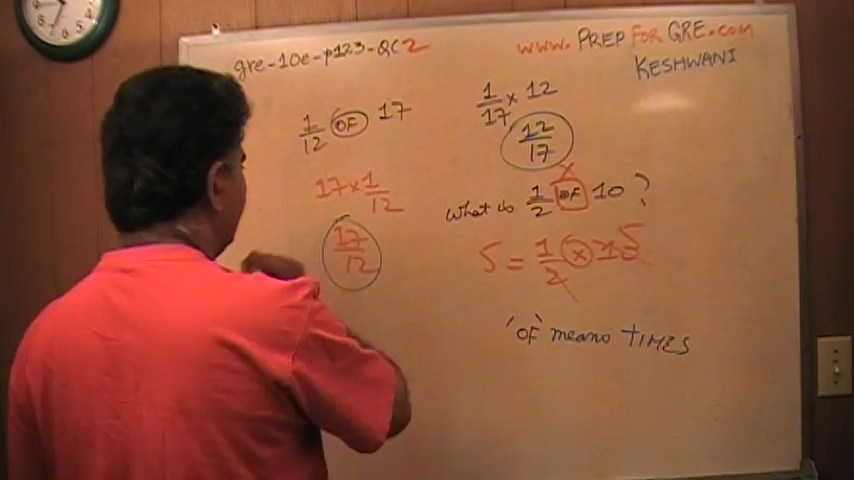 gre-10e-p123-QC2
www.PREPFORGRE.com
KESHWANI
1/12 OF 17
17 × 1/12
17/12
1/17 × 12
12/17
×
What is 1/2 OF 10 ?
5 = 1/2 × 10 5
'OF' means TIMES